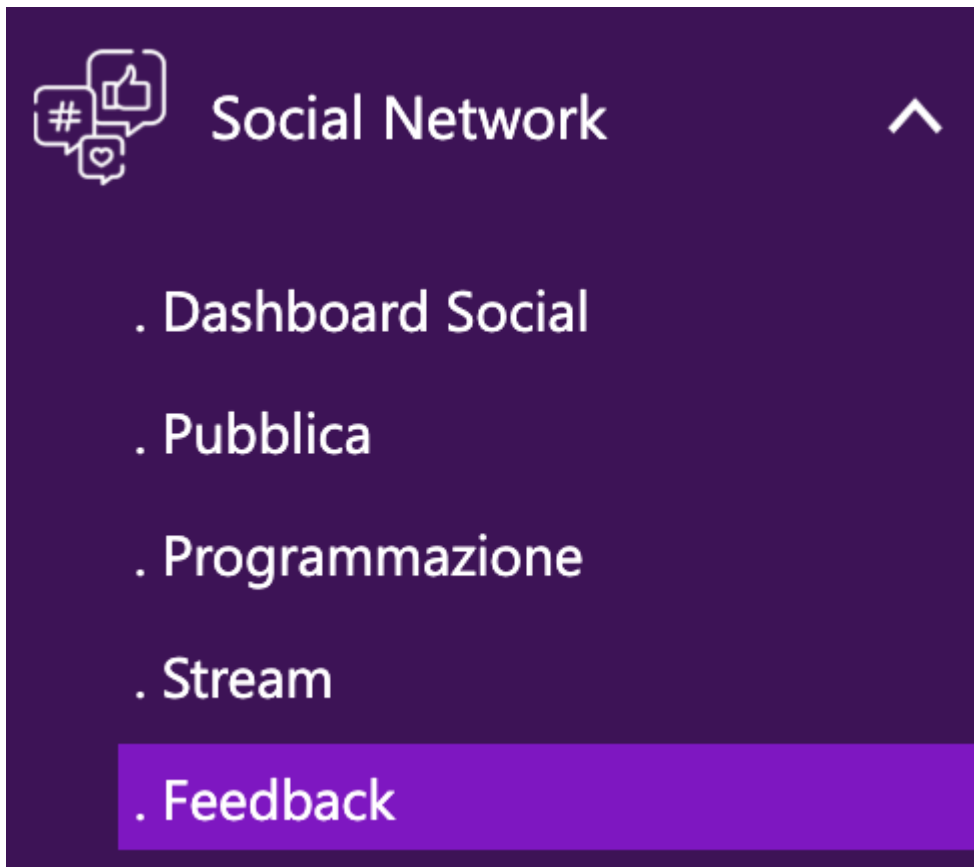 #
Social Network
. Dashboard Social
. Pubblica
. Programmazione
. Stream
. Feedback